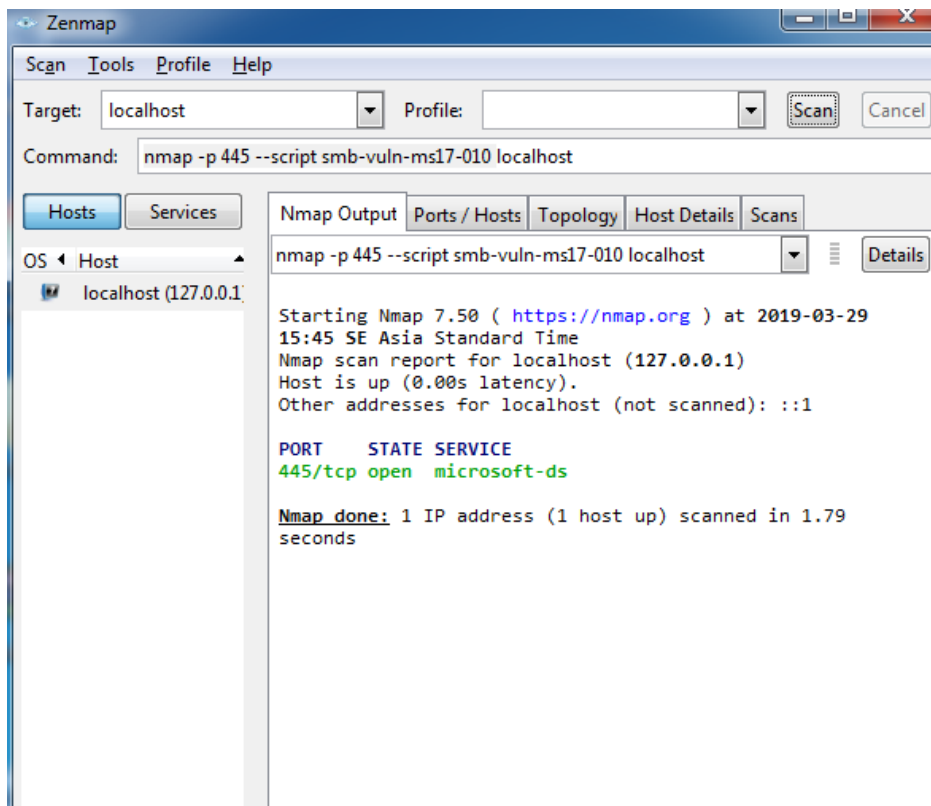 Zenmap
Scan Tools Profile Help
Target: localhost Profile: Scan Cancel
Command: nmap -p 445 --script smb-vuln-ms17-010 localhost
Hosts Services
OS Host
localhost (127.0.0.1)
Nmap Output Ports / Hosts Topology Host Details Scans
nmap -p 445 --script smb-vuln-ms17-010 localhost Details
Starting Nmap 7.50 ( https://nmap.org ) at 2019-03-29
15:45 SE Asia Standard Time
Nmap scan report for localhost (127.0.0.1)
Host is up (0.00s latency).
Other addresses for localhost (not scanned): ::1
PORT STATE SERVICE
445/tcp open microsoft-ds
Nmap done: 1 IP address (1 host up) scanned in 1.79
seconds